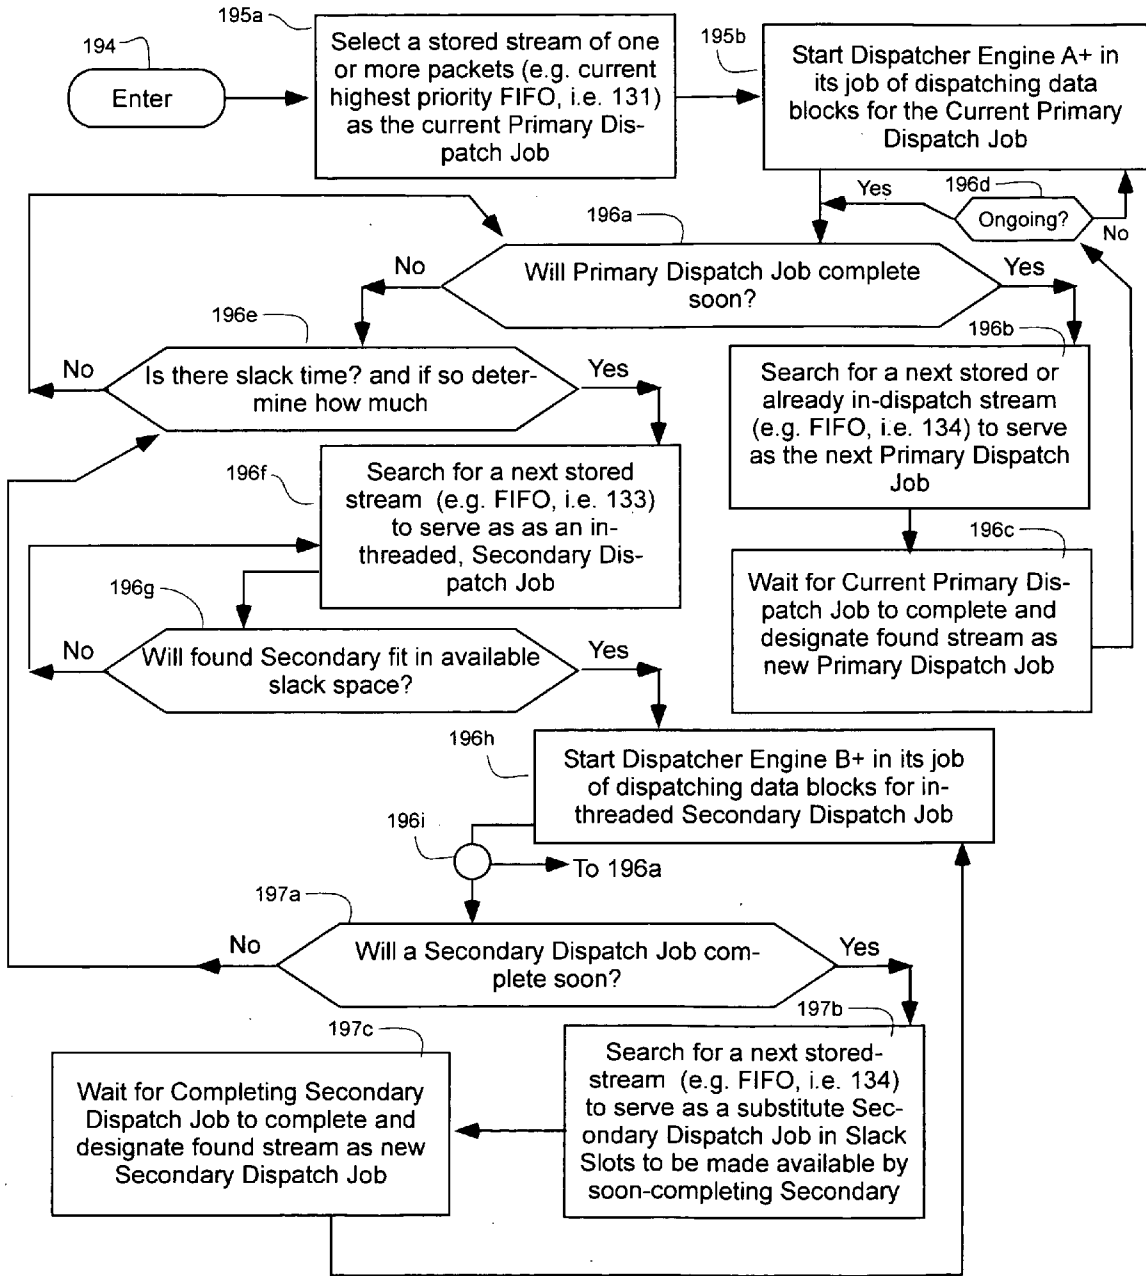 194
Enter
195a
Select a stored stream of one
or more packets (e.g. current
highest priority FIFO, i.e. 131)
as the current Primary Dis-
patch Job
195b
Start Dispatcher Engine A+ in
its job of dispatching data
blocks for the Current Primary
Dispatch Job
Yes
196d
Ongoing?
No
196a
No
Will Primary Dispatch Job complete
soon?
Yes
196e
No
Is there slack time? and if so deter-
mine how much
Yes
196b
Search for a next stored or
already in-dispatch stream
(e.g. FIFO, i.e. 134) to serve
as the next Primary Dispatch
Job
196f
Search for a next stored
stream (e.g. FIFO, i.e. 133)
to serve as as an in-
threaded, Secondary Dis-
patch Job
196c
Wait for Current Primary Dis-
patch Job to complete and
designate found stream as
new Primary Dispatch Job
196g
No
Will found Secondary fit in available
slack space?
Yes
196h
Start Dispatcher Engine B+ in its job
of dispatching data blocks for in-
threaded Secondary Dispatch Job
196i
To 196a
197a
No
Will a Secondary Dispatch Job com-
plete soon?
Yes
197b
Search for a next stored-
stream (e.g. FIFO, i.e. 134)
to serve as a substitute Sec-
ondary Dispatch Job in Slack
Slots to be made available by
soon-completing Secondary
197c
Wait for Completing Secondary
Dispatch Job to complete and
designate found stream as new
Secondary Dispatch Job